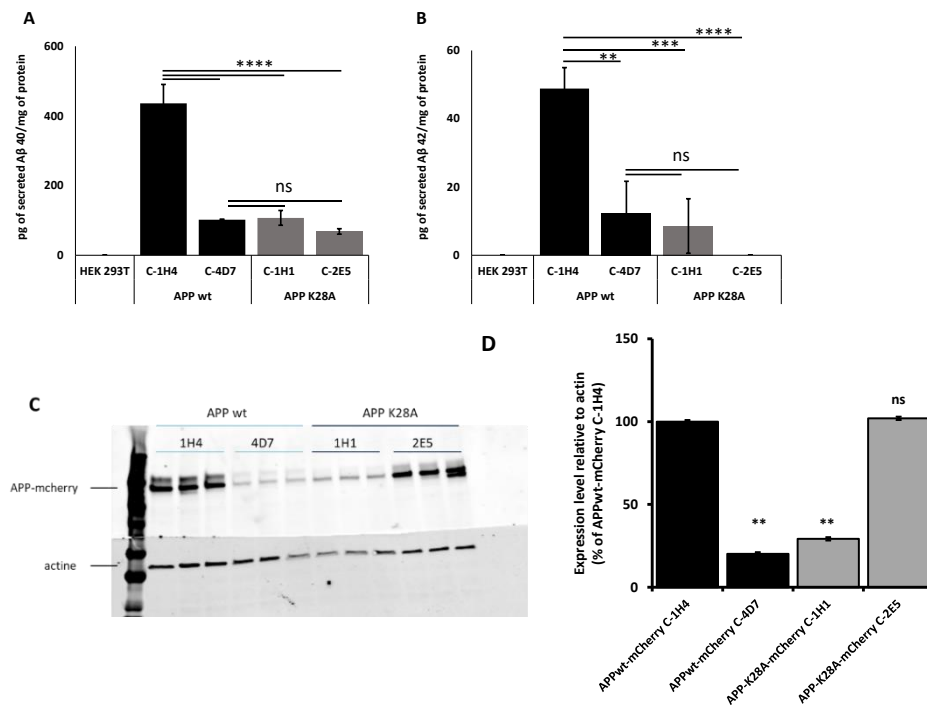 A
pg of secreted Aβ 40/mg of protein
600
400
200
0
****
ns
HEK 293T C-1H4 C-4D7 C-1H1 C-2E5
APP wt APP K28A
B
pg of secreted Aβ 42/mg of protein
60
40
20
0
****
***
**
ns
HEK 293T C-1H4 C-4D7 C-1H1 C-2E5
APP wt APP K28A
C
APP wt APP K28A
1H4 4D7 1H1 2E5
APP-mcherry
actine
D
Expression level relative to actin
(% of APPwt-mCherry C-1H4)
150
100
50
0
** ** ns
APPwt-mCherry C-1H4
APPwt-mCherry C-4D7
APP-K28A-mCherry C-1H1
APP-K28A-mCherry C-2E5